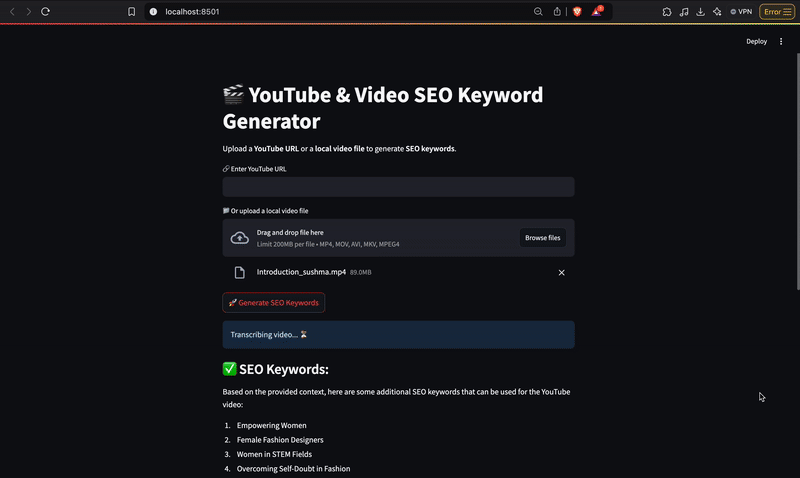 localhost:8501
VPN
Error
Deploy
YouTube & Video SEO Keyword
Generator
Upload a YouTube URL or a local video file to generate SEO keywords.
Enter YouTube URL
Or upload a local video file
Drag and drop file here
Limit 200MB per file • MP4, MOV, AVI, MKV, MPEG4
Browse files
Introduction_sushma.mp4 89.0MB
Generate SEO Keywords
Transcribing video...
SEO Keywords:
Based on the provided context, here are some additional SEO keywords that can be used for the YouTube
video:
1. Empowering Women
2. Female Fashion Designers
3. Women in STEM Fields
4. Overcoming Self-Doubt in Fashion